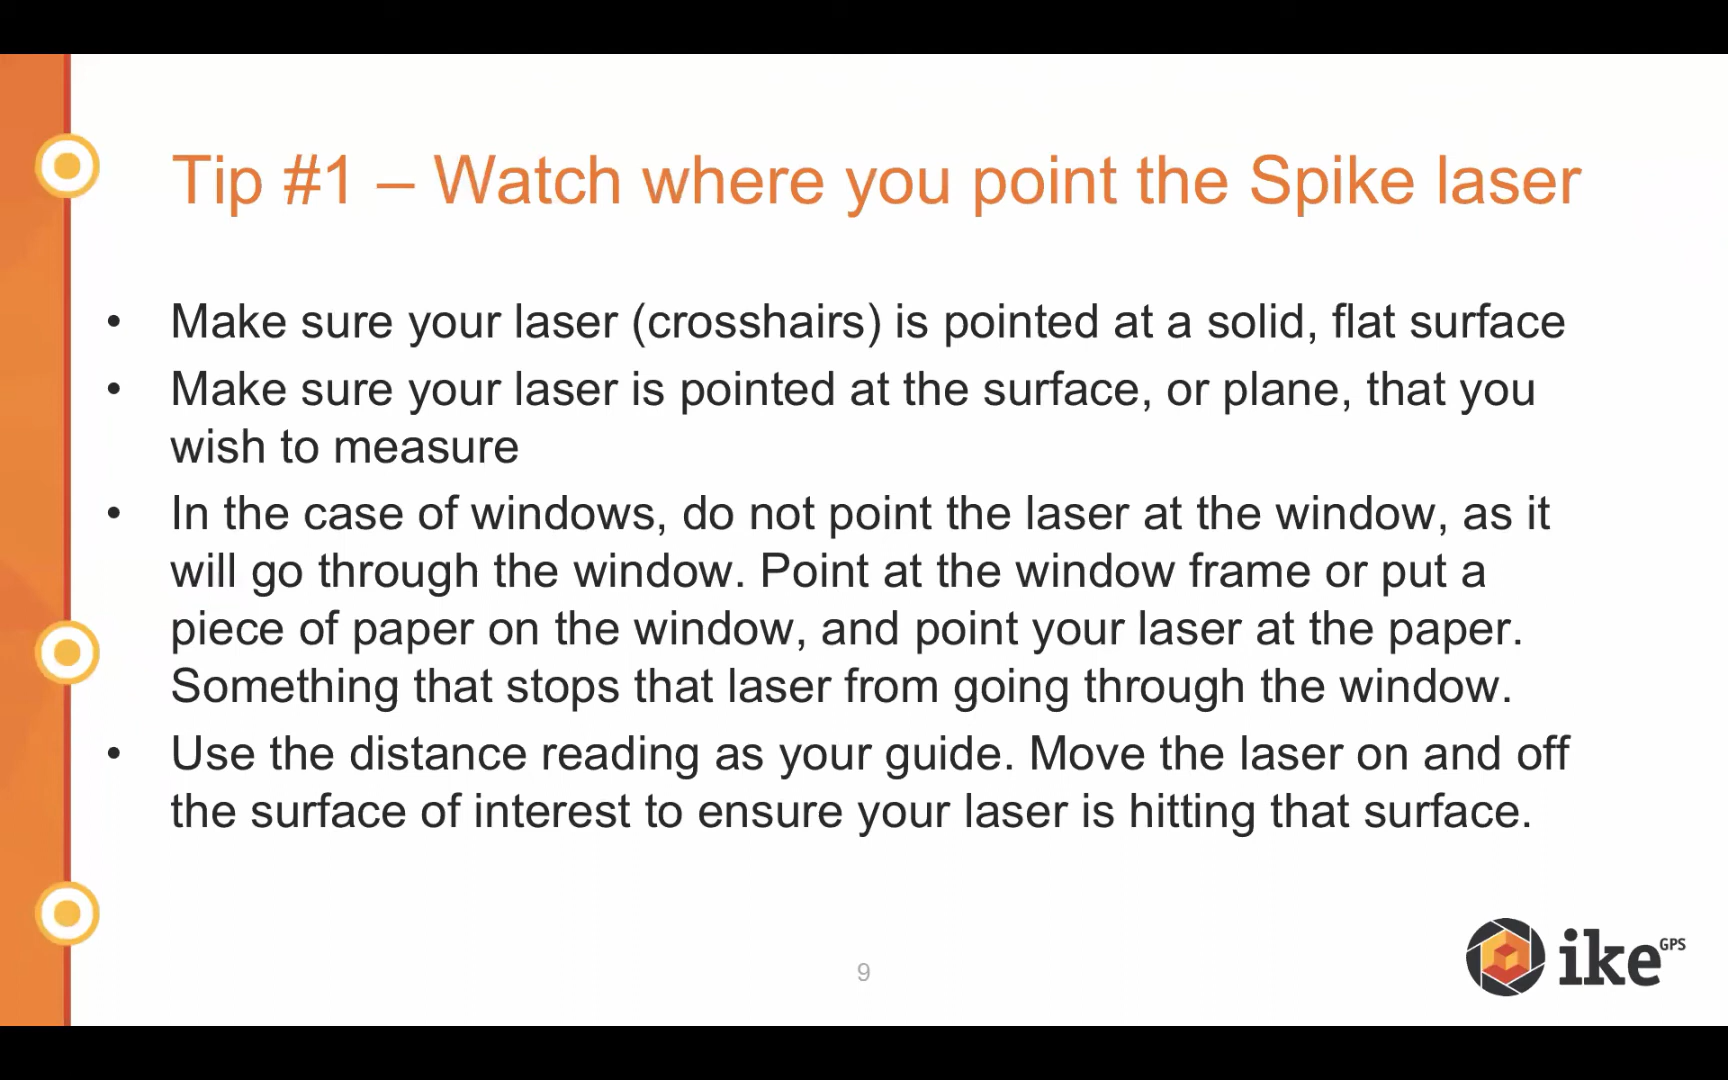 Tip #1 – Watch where you point the Spike laser
• Make sure your laser (crosshairs) is pointed at a solid, flat surface
• Make sure your laser is pointed at the surface, or plane, that you
wish to measure
• In the case of windows, do not point the laser at the window, as it
will go through the window. Point at the window frame or put a
piece of paper on the window, and point your laser at the paper.
Something that stops that laser from going through the window.
• Use the distance reading as your guide. Move the laser on and off
the surface of interest to ensure your laser is hitting that surface.
9
ike GPS